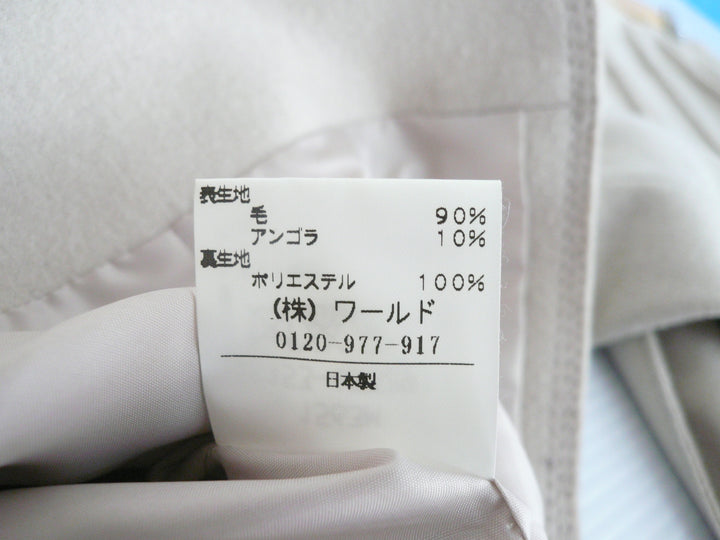 表生地
毛 90%
アンゴラ 10%
裏生地
ポリエステル 100%
(株)ワールド
0120-977-917
日本製